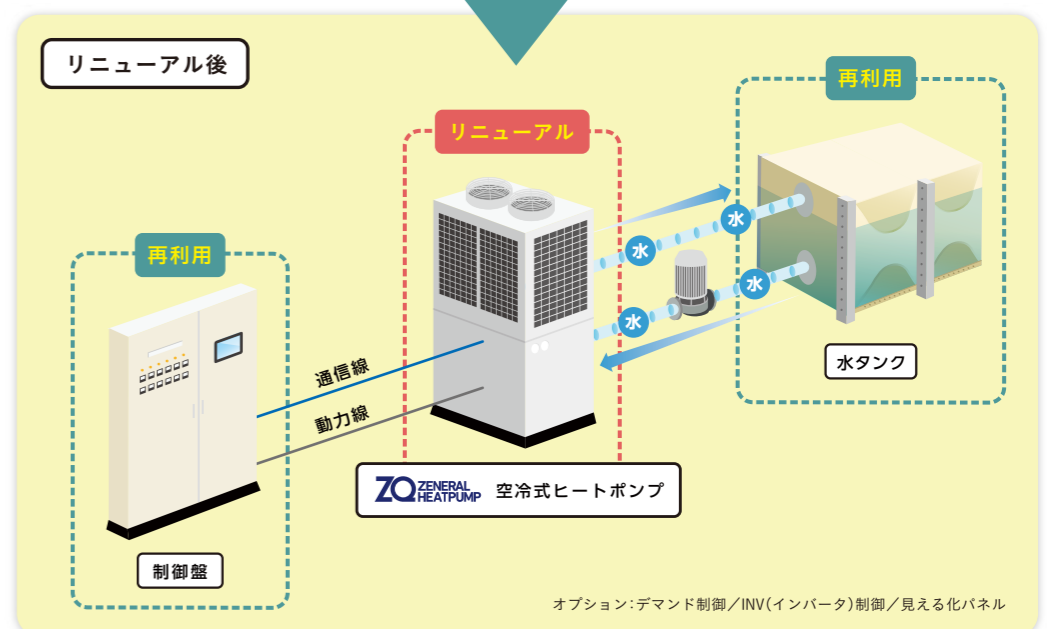 リニューアル後
再利用
リニューアル
水
水
水
水
水タンク
再利用
通信線
動力線
ZQ ZENERAL HEATPUMP 空冷式ヒートポンプ
制御盤
オプション:デマンド制御／INV(インバータ)制御／見える化パネル